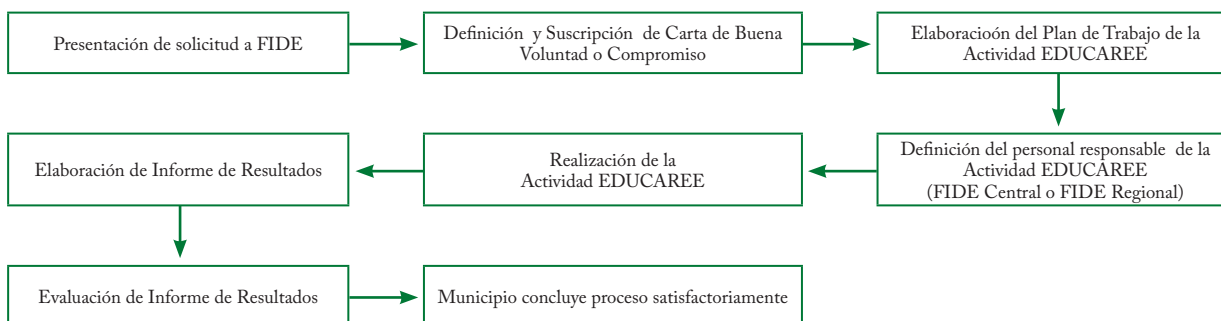 Presentación de solicitud a FIDE
Definición y Suscripción de Carta de Buena
Voluntad o Compromiso
Elaboracioón del Plan de Trabajo de la
Actividad EDUCAREE
Definición del personal responsable de la
Actividad EDUCAREE
(FIDE Central o FIDE Regional)
Realización de la
Actividad EDUCAREE
Elaboración de Informe de Resultados
Evaluación de Informe de Resultados
Municipio concluye proceso satisfactoriamente